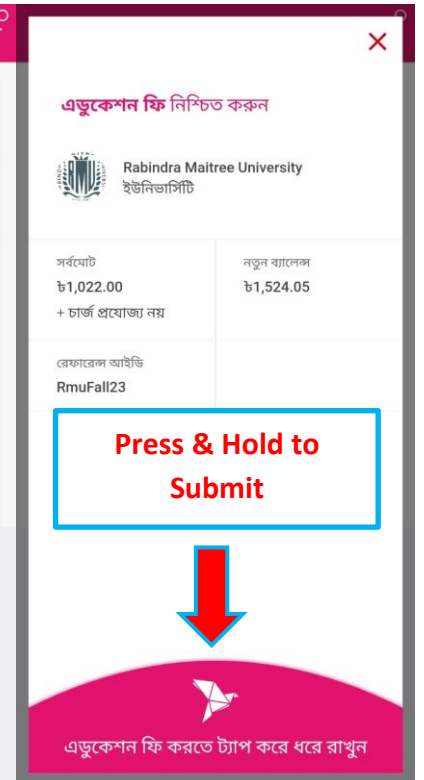 এডুকেশন ফি নিশ্চিত করুন
RMU
Rabindra Maitree University
ইউনিভার্সিটি
সর্বমোট
৳1,022.00
+ চার্জ প্রযোজ্য নয়
নতুন ব্যালেন্স
৳1,524.05
রেফারেন্স আইডি
RmuFall23
Press & Hold to
Submit
এডুকেশন ফি করতে ট্যাপ করে ধরে রাখুন